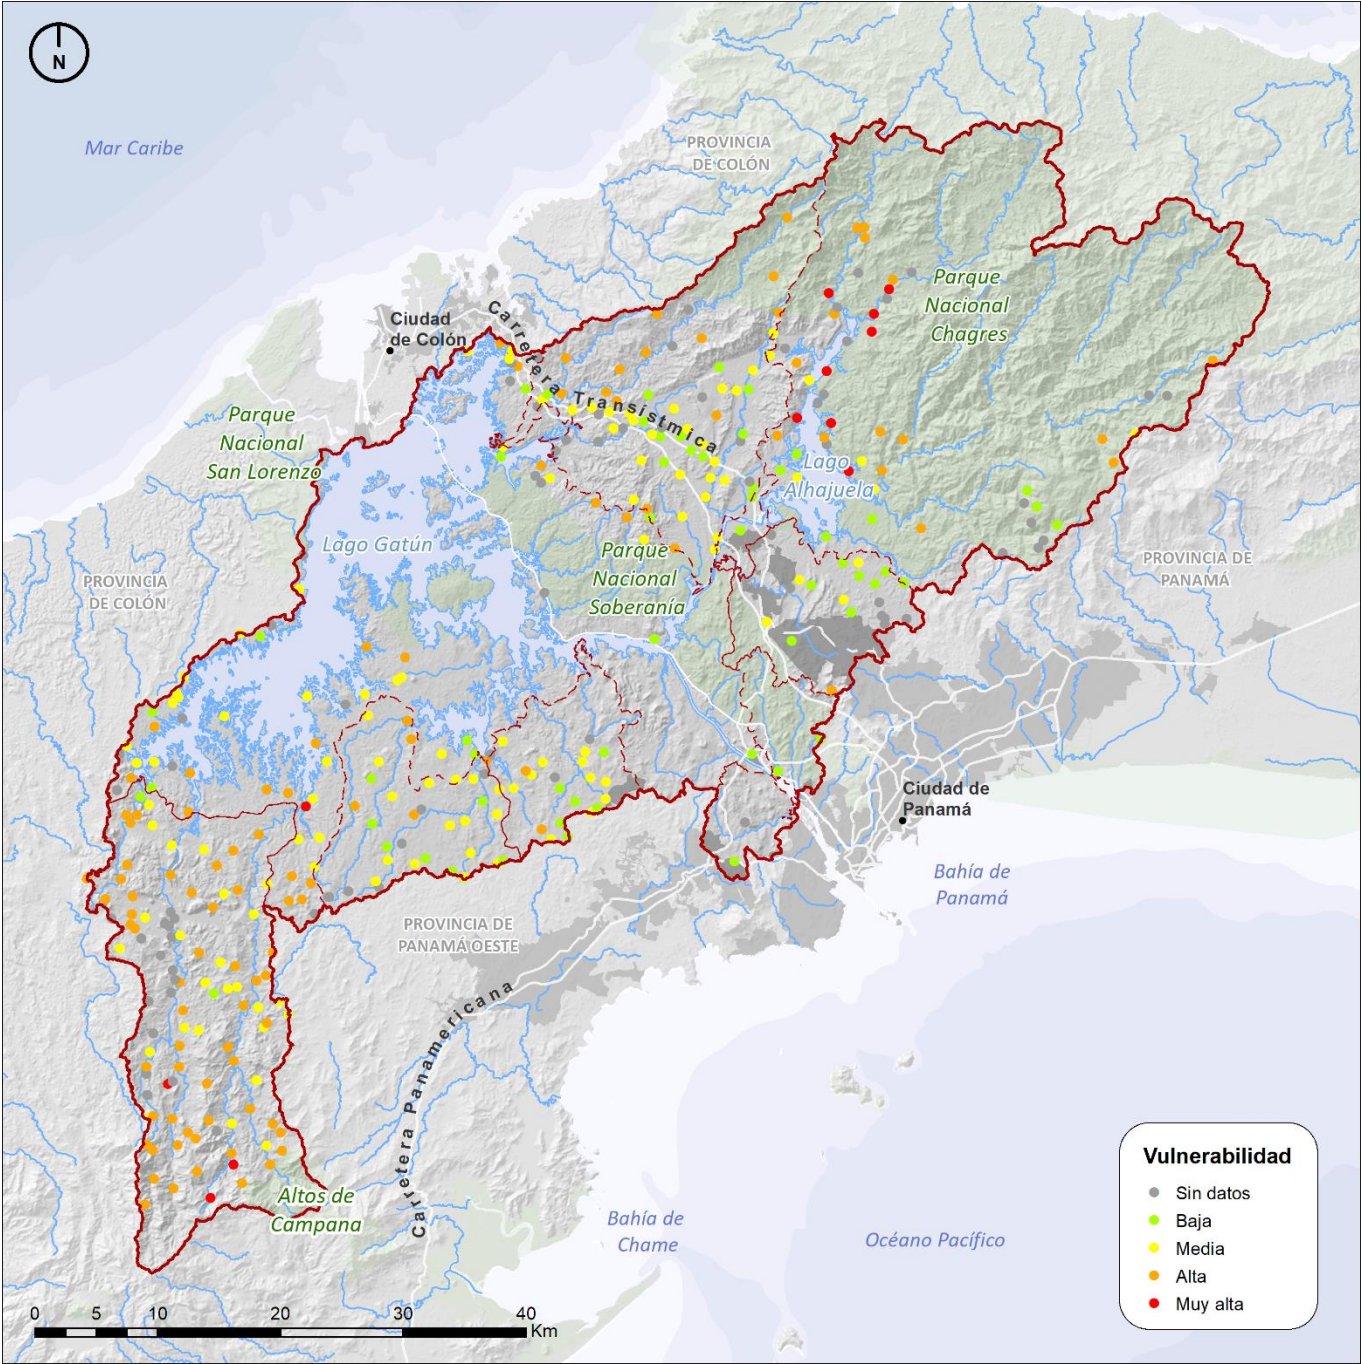 N
Mar Caribe
PROVINCIA
DE COLÓN
Parque
Nacional
Chagres
Ciudad
de Colón
Carretera Transístmica
Parque
Nacional
San Lorenzo
Lago
Alhajuela
Lago Gatún
Parque
Nacional
Soberanía
PROVINCIA
DE COLÓN
PROVINCIA DE
PANAMÁ
Ciudad de
Panamá
Bahía de
Panamá
PROVINCIA DE
PANAMÁ OESTE
Carretera Panamericana
Altos de
Campana
Bahía de
Chame
Océano Pacífico
Vulnerabilidad
Sin datos
Baja
Media
Alta
Muy alta
0 5 10 20 30 40
Km